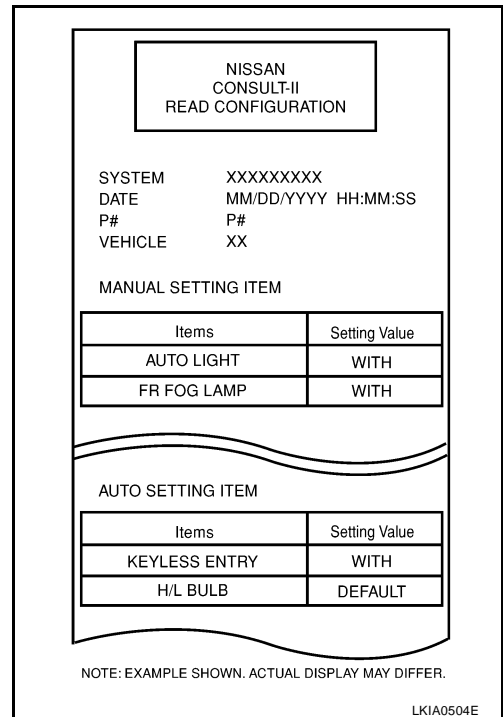 NISSAN
CONSULT-II
READ CONFIGURATION
SYSTEM XXXXXXXXX
DATE MM/DD/YYYY HH:MM:SS
P# P#
VEHICLE XX
MANUAL SETTING ITEM
Items Setting Value
AUTO LIGHT WITH
FR FOG LAMP WITH
AUTO SETTING ITEM
Items Setting Value
KEYLESS ENTRY WITH
H/L BULB DEFAULT
NOTE: EXAMPLE SHOWN. ACTUAL DISPLAY MAY DIFFER.
LKIA0504E